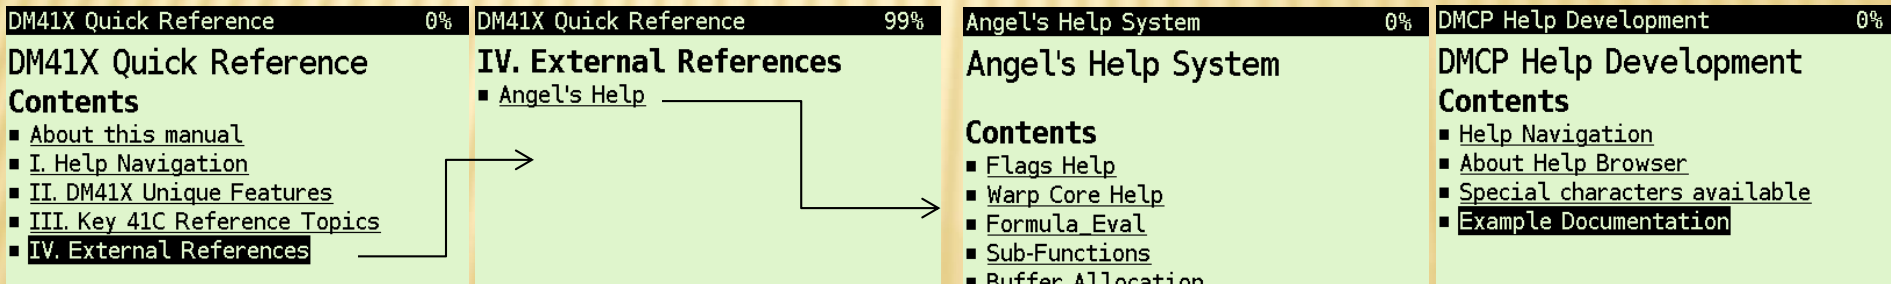 DM41X Quick Reference 0%
DM41X Quick Reference
Contents
▪ About this manual
▪ I. Help Navigation
▪ II. DM41X Unique Features
▪ III. Key 41C Reference Topics
▪ IV. External References
DM41X Quick Reference 99%
IV. External References
▪ Angel's Help
Angel's Help System 0%
Angel's Help System
Contents
▪ Flags Help
▪ Warp Core Help
▪ Formula_Eval
▪ Sub-Functions
▪ Buffer Allocation
DMCP Help Development 0%
DMCP Help Development
Contents
▪ Help Navigation
▪ About Help Browser
▪ Special characters available
▪ Example Documentation